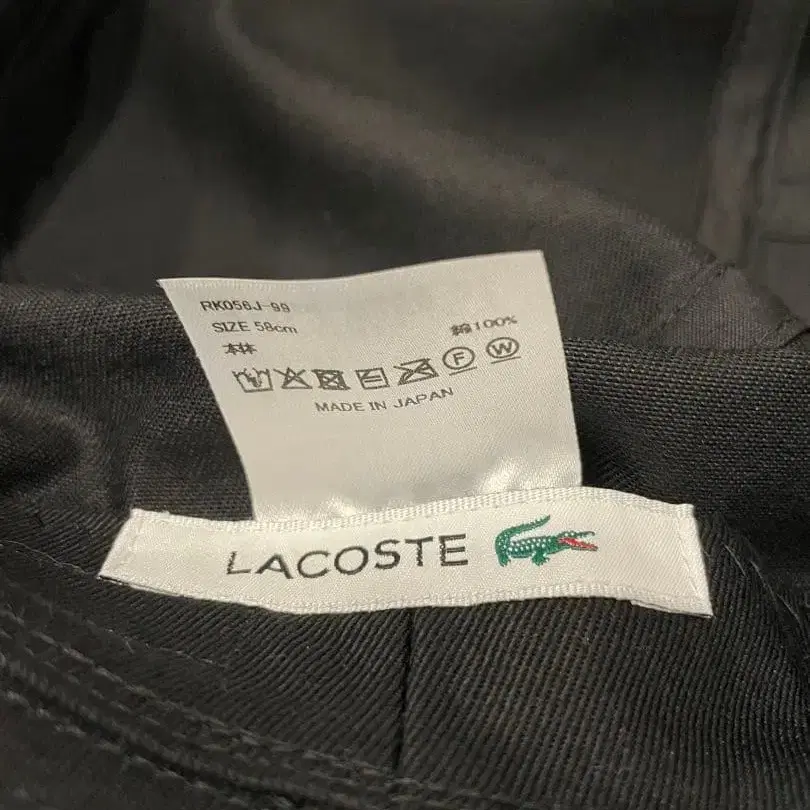 RK056J-99
SIZE 58cm
本体
綿100%
F W
MADE IN JAPAN
LACOSTE